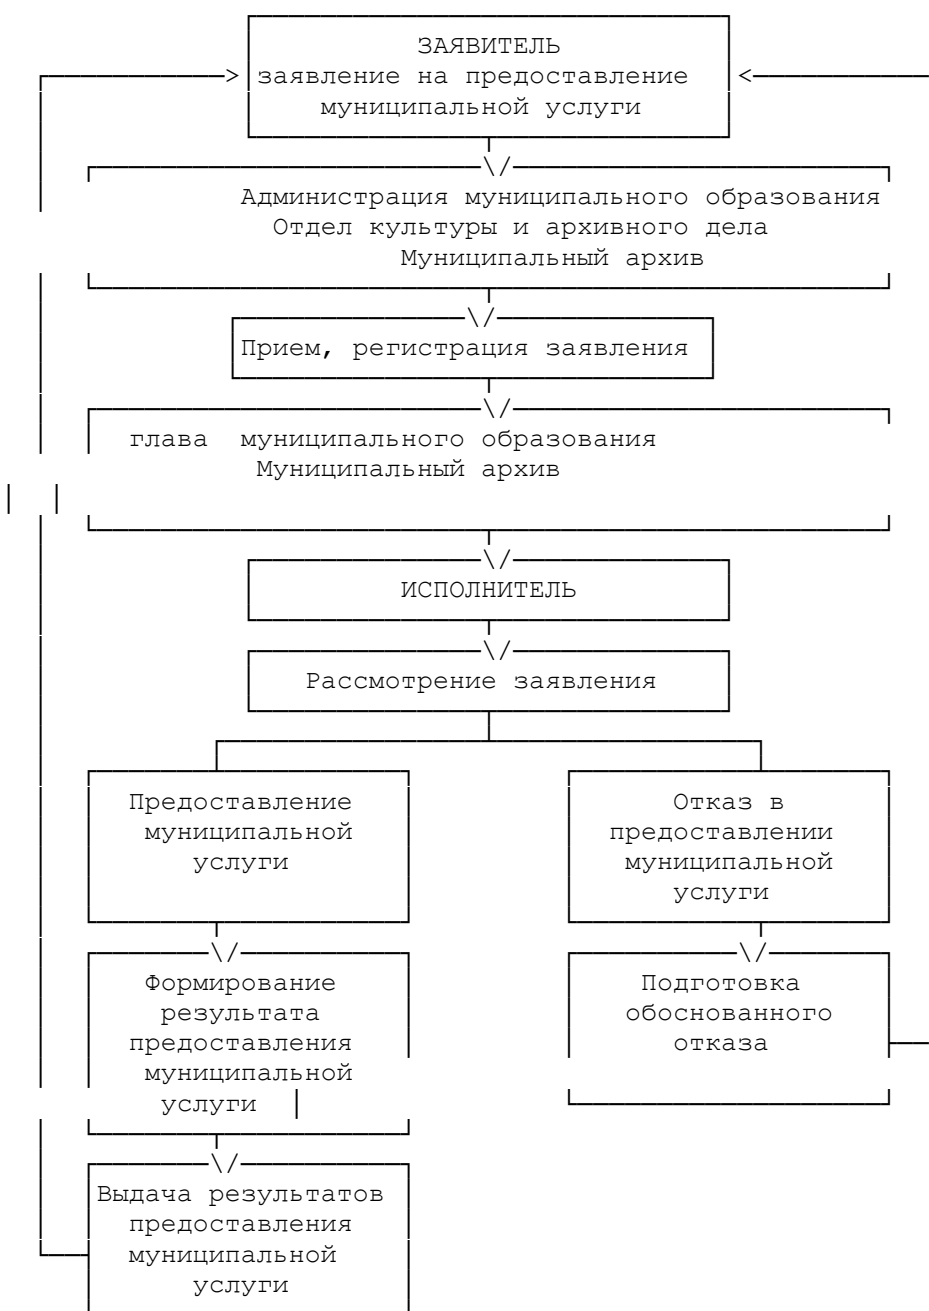 ЗАЯВИТЕЛЬ
заявление на предоставление
муниципальной услуги
Администрация муниципального образования
Отдел культуры и архивного дела
Муниципальный архив
Прием, регистрация заявления
глава муниципального образования
Муниципальный архив
ИСПОЛНИТЕЛЬ
Рассмотрение заявления
Предоставление
муниципальной
услуги
Отказ в
предоставлении
муниципальной
услуги
Формирование
результата
предоставления
муниципальной
услуги
Подготовка
обоснованного
отказа
Выдача результатов
предоставления
муниципальной
услуги